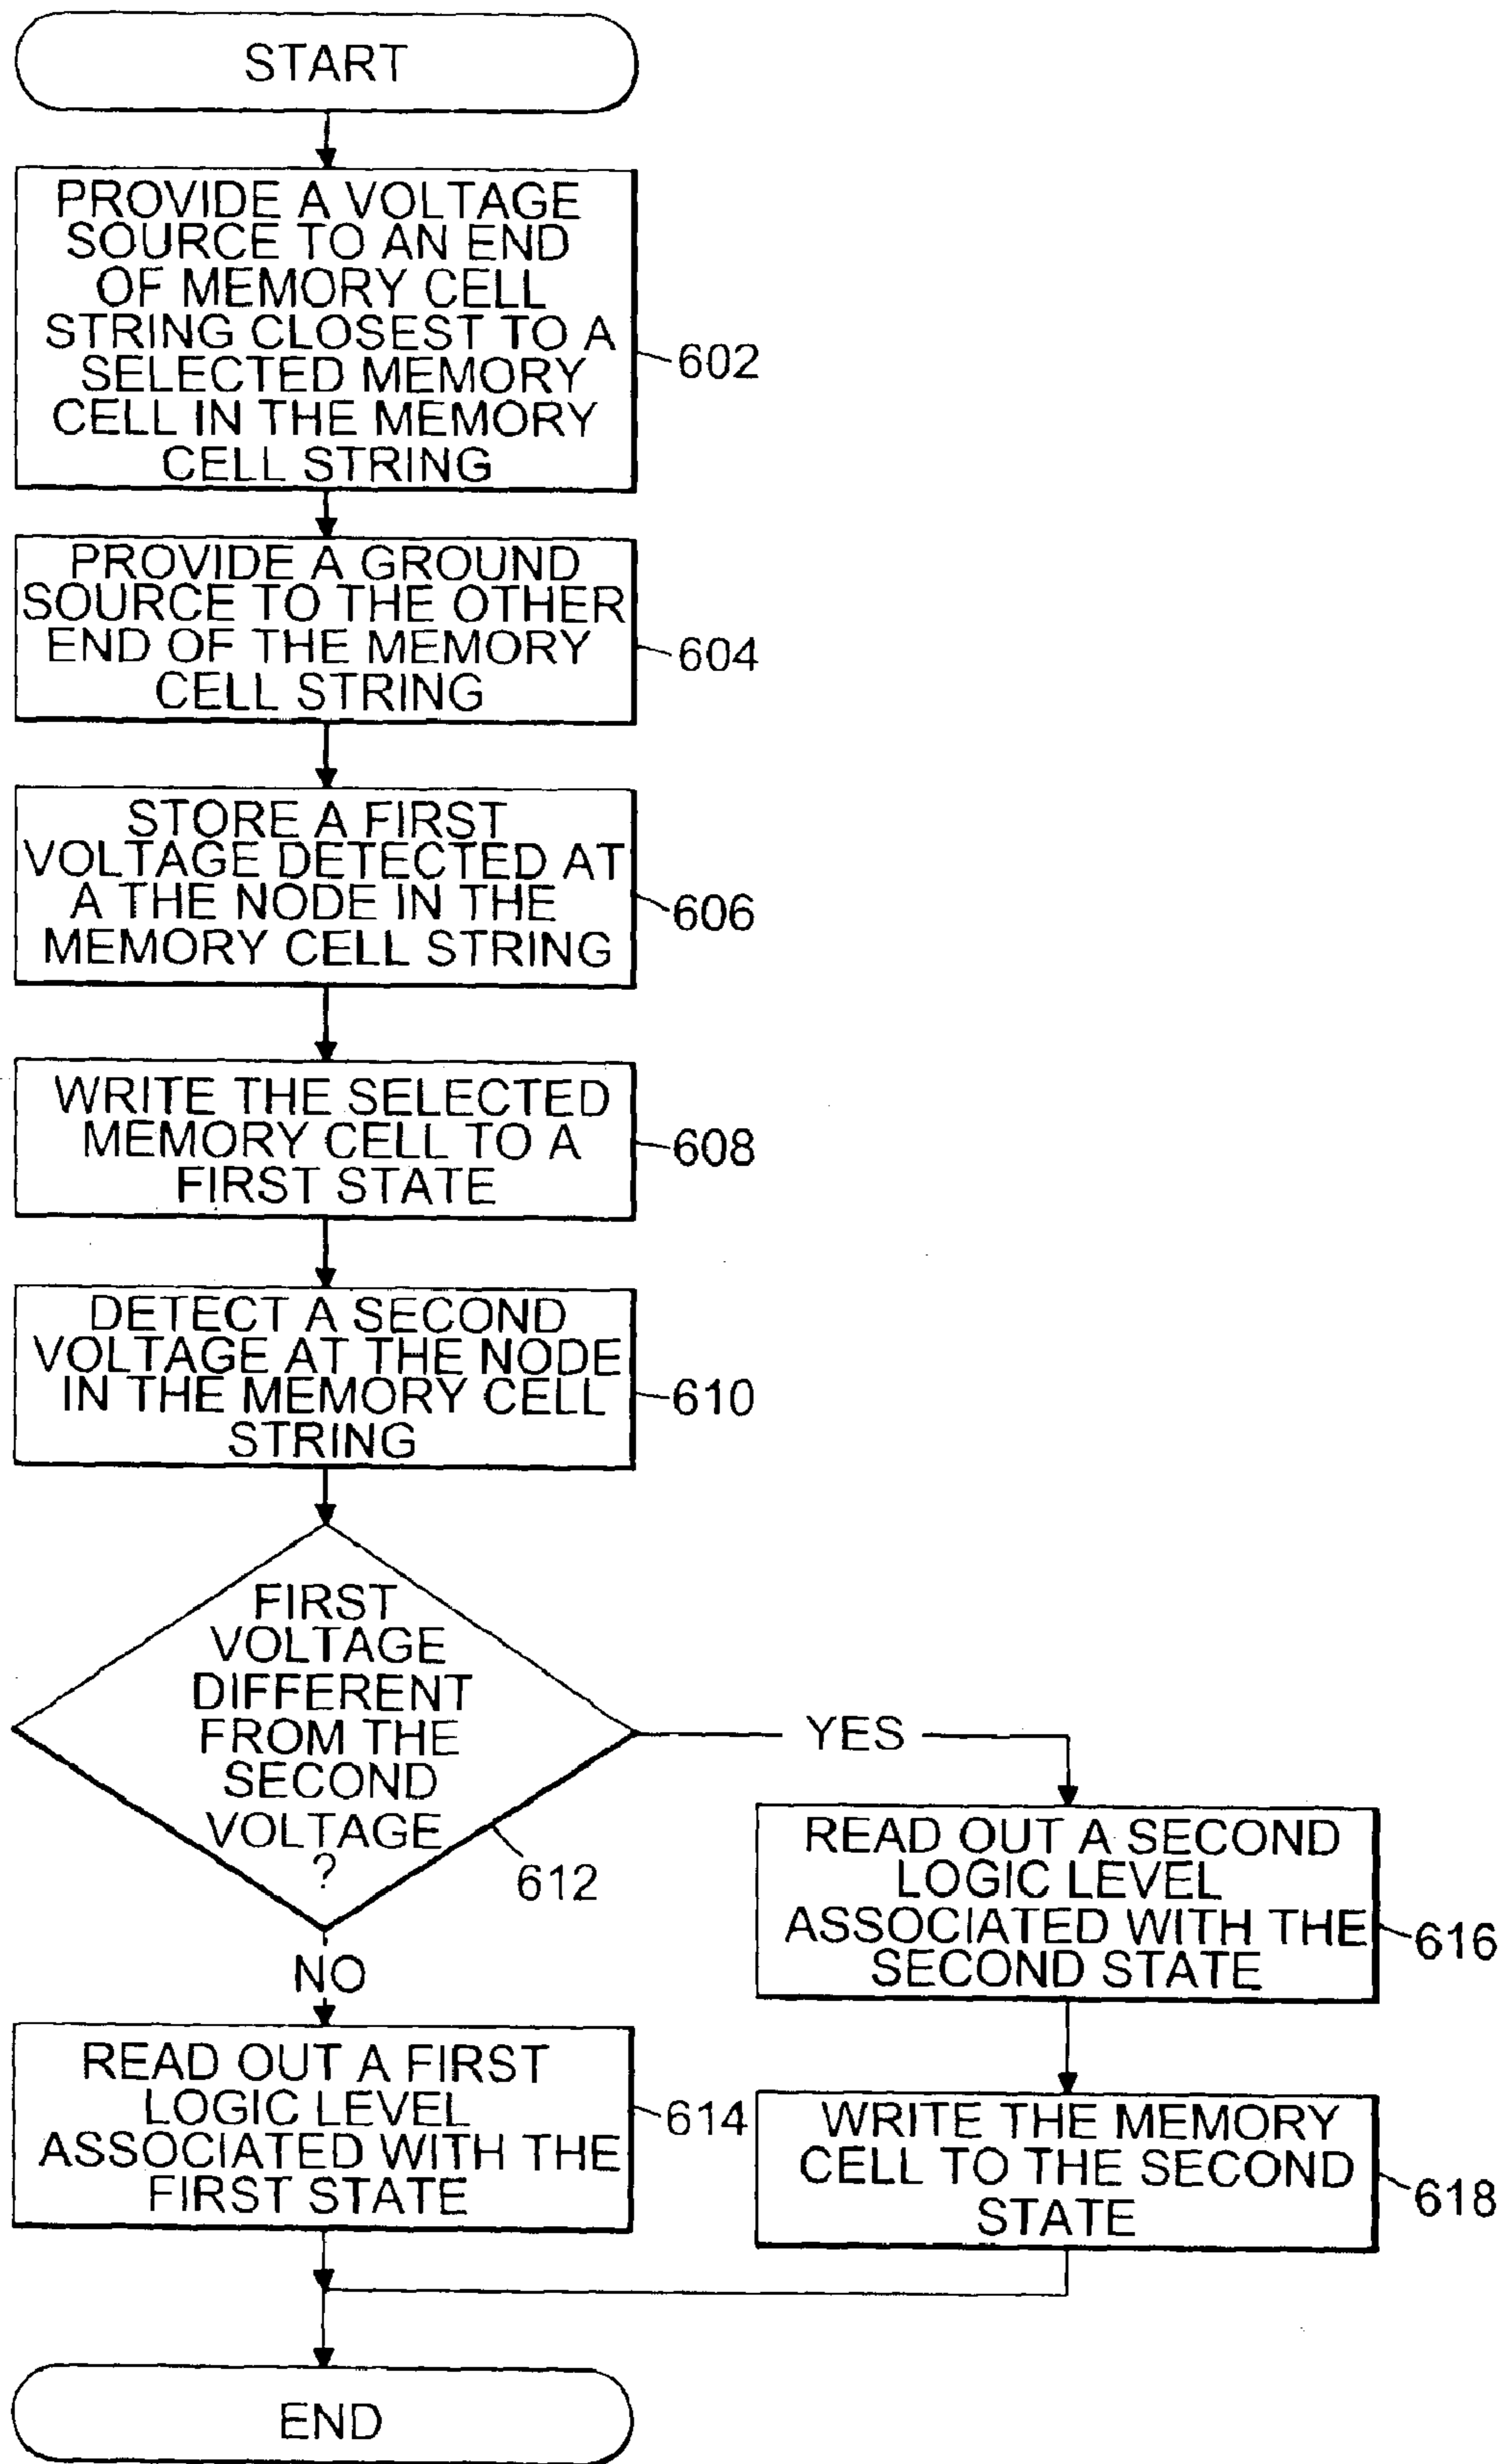 START
PROVIDE A VOLTAGE
SOURCE TO AN END
OF MEMORY CELL
STRING CLOSEST TO A
SELECTED MEMORY
CELL IN THE MEMORY
CELL STRING
602
PROVIDE A GROUND
SOURCE TO THE OTHER
END OF THE MEMORY
CELL STRING
604
STORE A FIRST
VOLTAGE DETECTED AT
A THE NODE IN THE
MEMORY CELL STRING
606
WRITE THE SELECTED
MEMORY CELL TO A
FIRST STATE
608
DETECT A SECOND
VOLTAGE AT THE NODE
IN THE MEMORY CELL
STRING
610
FIRST
VOLTAGE
DIFFERENT
FROM THE
SECOND
VOLTAGE
?
612
YES
NO
READ OUT A SECOND
LOGIC LEVEL
ASSOCIATED WITH THE
SECOND STATE
616
READ OUT A FIRST
LOGIC LEVEL
ASSOCIATED WITH THE
FIRST STATE
614
WRITE THE MEMORY
CELL TO THE SECOND
STATE
618
END